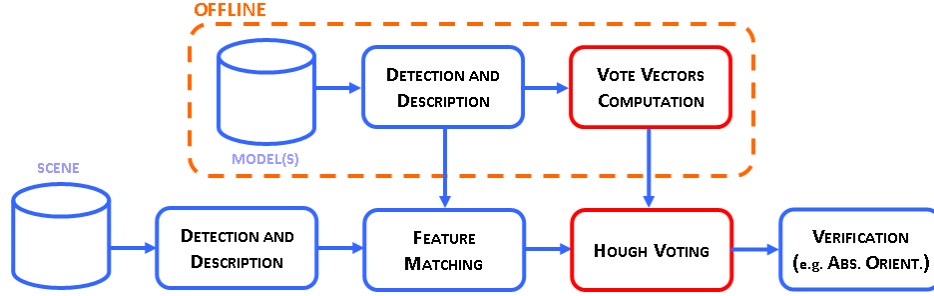 OFFLINE
DETECTION AND
DESCRIPTION
VOTE VECTORS
COMPUTATION
MODEL(S)
SCENE
DETECTION AND
DESCRIPTION
FEATURE
MATCHING
HOUGH VOTING
VERIFICATION
(e.g. ABS. ORIENT.)